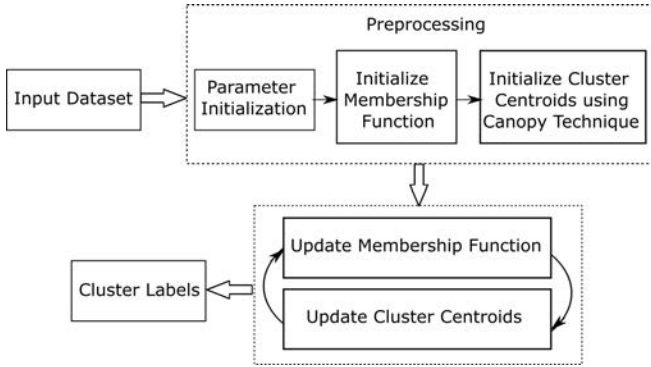 Preprocessing
Input Dataset
Parameter
Initialization
Initialize
Membership
Function
Initialize Cluster
Centroids using
Canopy Technique
Update Membership Function
Cluster Labels
Update Cluster Centroids